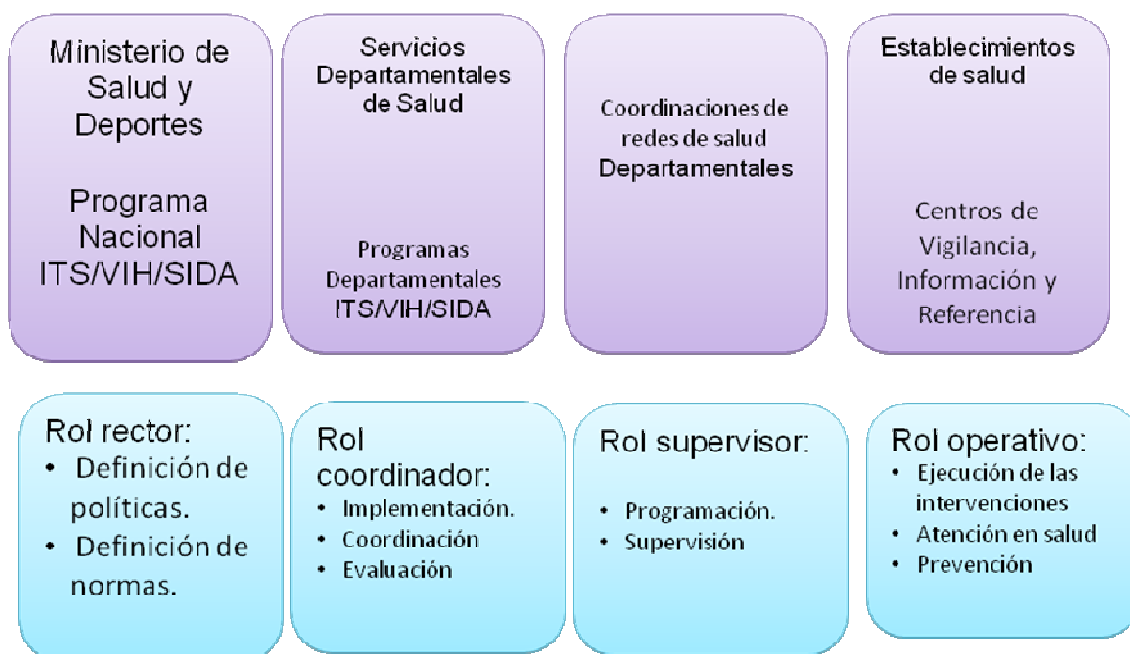 Ministerio de
Salud y
Deportes
Programa
Nacional
ITS/VIH/SIDA
Servicios
Departamentales
de Salud
Programas
Departamentales
ITS/VIH/SIDA
Coordinaciones de
redes de salud
Departamentales
Establecimientos
de salud
Centros de
Vigilancia,
Información y
Referencia
Rol rector:
• Definición de
políticas.
• Definición de
normas.
Rol
coordinador:
• Implementación.
• Coordinación
• Evaluación
Rol supervisor:
• Programación.
• Supervisión
Rol operativo:
• Ejecución de las
intervenciones
• Atención en salud
• Prevención